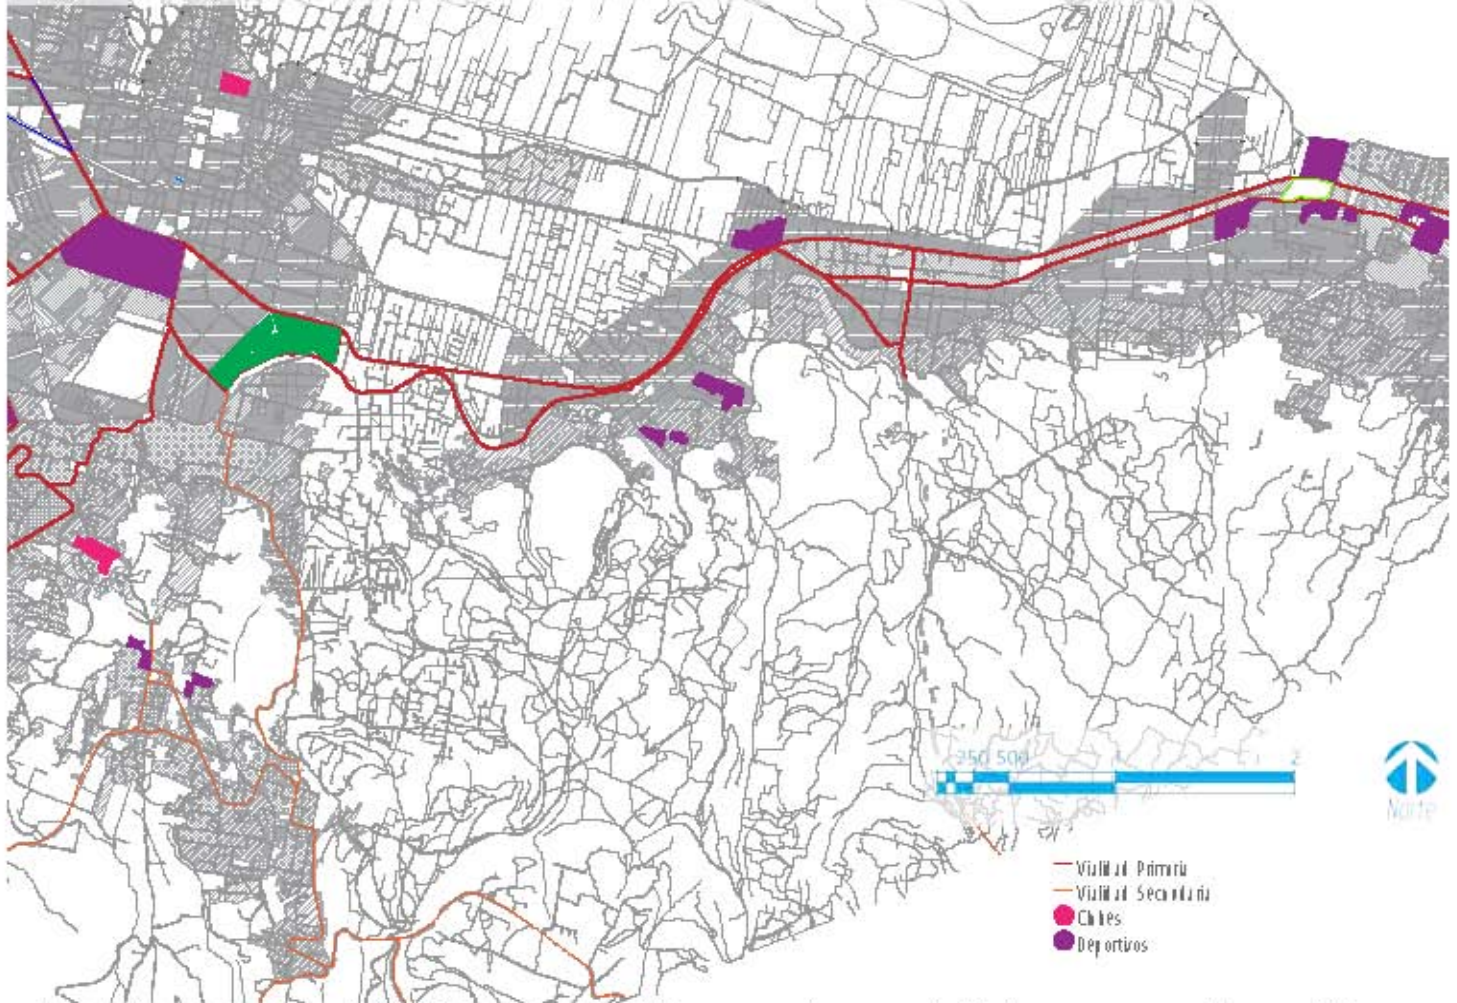 250 500 1 2
Norte
Vialidad Primaria
Vialidad Secundaria
Clubes
Deportivos